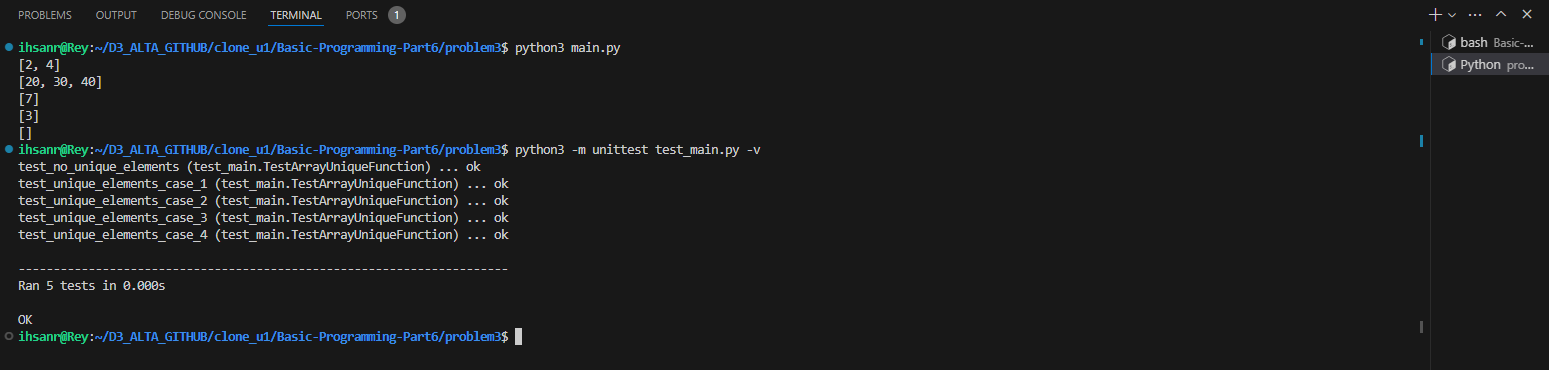 PROBLEMS OUTPUT DEBUG CONSOLE TERMINAL PORTS 1
ihsanr@Rey:~/D3_ALTA_GITHUB/clone_u1/Basic-Programming-Part6/problem3$ python3 main.py
[2, 4]
[20, 30, 40]
[7]
[3]
[]
ihsanr@Rey:~/D3_ALTA_GITHUB/clone_u1/Basic-Programming-Part6/problem3$ python3 -m unittest test_main.py -v
test_no_unique_elements (test_main.TestArrayUniqueFunction) ... ok
test_unique_elements_case_1 (test_main.TestArrayUniqueFunction) ... ok
test_unique_elements_case_2 (test_main.TestArrayUniqueFunction) ... ok
test_unique_elements_case_3 (test_main.TestArrayUniqueFunction) ... ok
test_unique_elements_case_4 (test_main.TestArrayUniqueFunction) ... ok
----------------------------------------------------------------------
Ran 5 tests in 0.000s
OK
ihsanr@Rey:~/D3_ALTA_GITHUB/clone_u1/Basic-Programming-Part6/problem3$
bash Basic-...
Python pro...